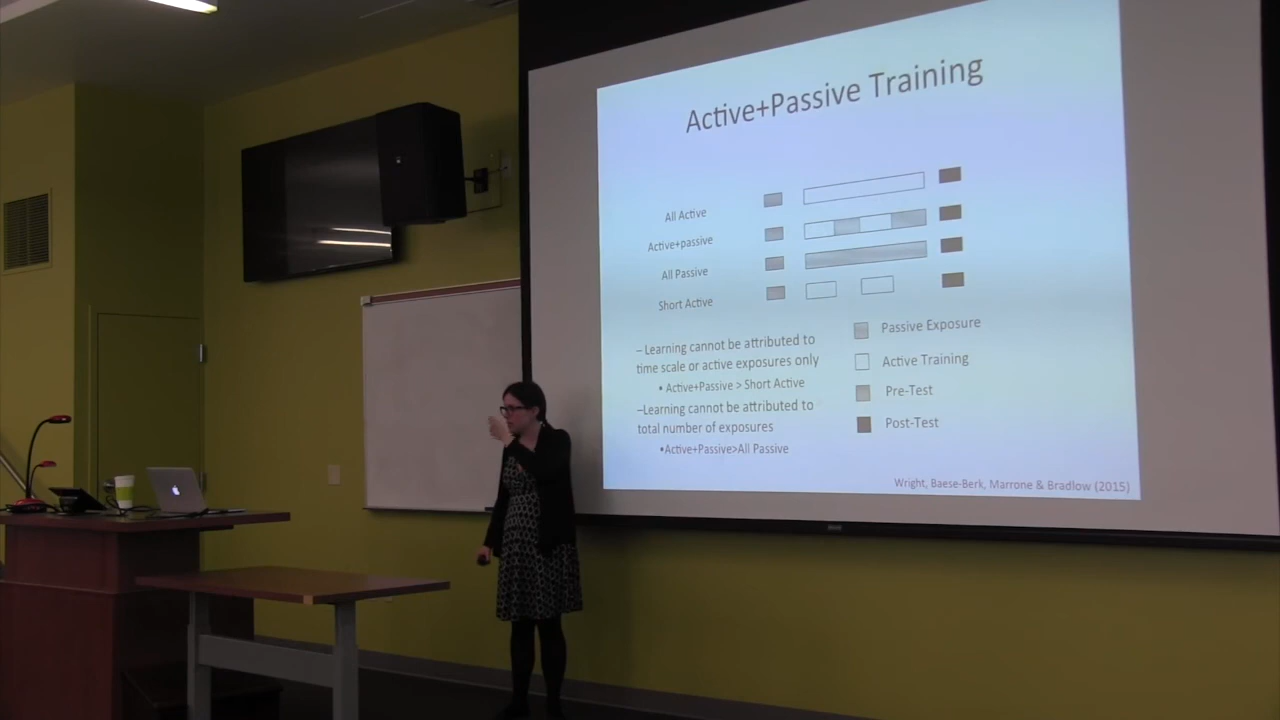 Active+Passive Training
All Active
Active+passive
All Passive
Short Active
– Learning cannot be attributed to
time scale or active exposures only
• Active+Passive > Short Active
–Learning cannot be attributed to
total number of exposures
•Active+Passive>All Passive
Passive Exposure
Active Training
Pre-Test
Post-Test
Wright, Baese-Berk, Marrone & Bradlow (2015)